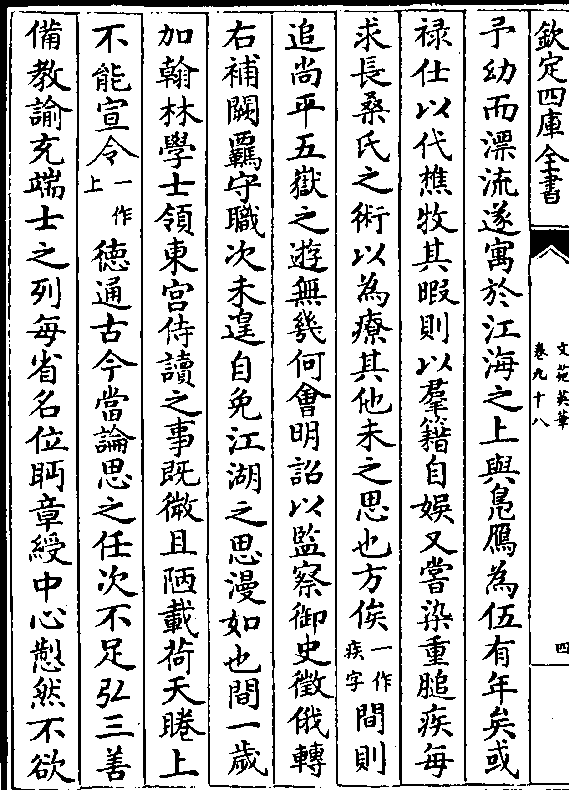 欽定四庫全書
文苑英華
卷九十八
四
予幼而漂流遂寓於江海之上與鳧鴈為伍有年矣或
禄仕以代樵牧其暇則以羣籍自娯又嘗染重膇疾每
求長桑氏之術以為療其他未之思也方俟一作疾字間則
追尚平五嶽之遊無幾何㑹明詔以監察御史徵俄轉
右補闕羈守職次未遑自免江湖之思漫如也間一歲
加翰林學士領東宫侍讀之事既微且陋載荷天睠上
不能宣令一作上徳通古今當論思之任次不足弘三善
備教諭充端士之列每省名位眄章綬中心愸然不欲